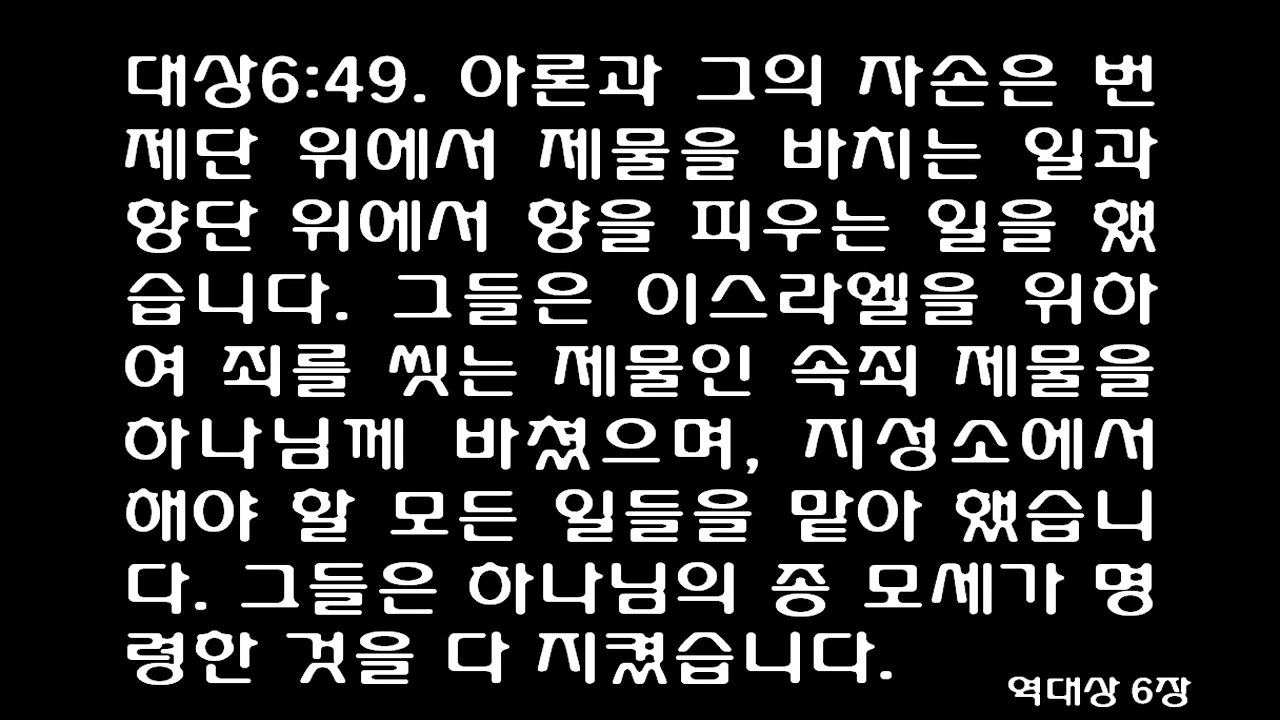 대상6:49. 아론과 그의 자손은 번
제단 위에서 제물을 바치는 일과
향단 위에서 향을 피우는 일을 했
습니다. 그들은 이스라엘을 위하
여 죄를 씻는 제물인 속죄 제물을
하나님께 바쳤으며, 지성소에서
해야 할 모든 일들을 맡아 했습니
다. 그들은 하나님의 종 모세가 명
령한 것을 다 지켰습니다.
역대상 6장